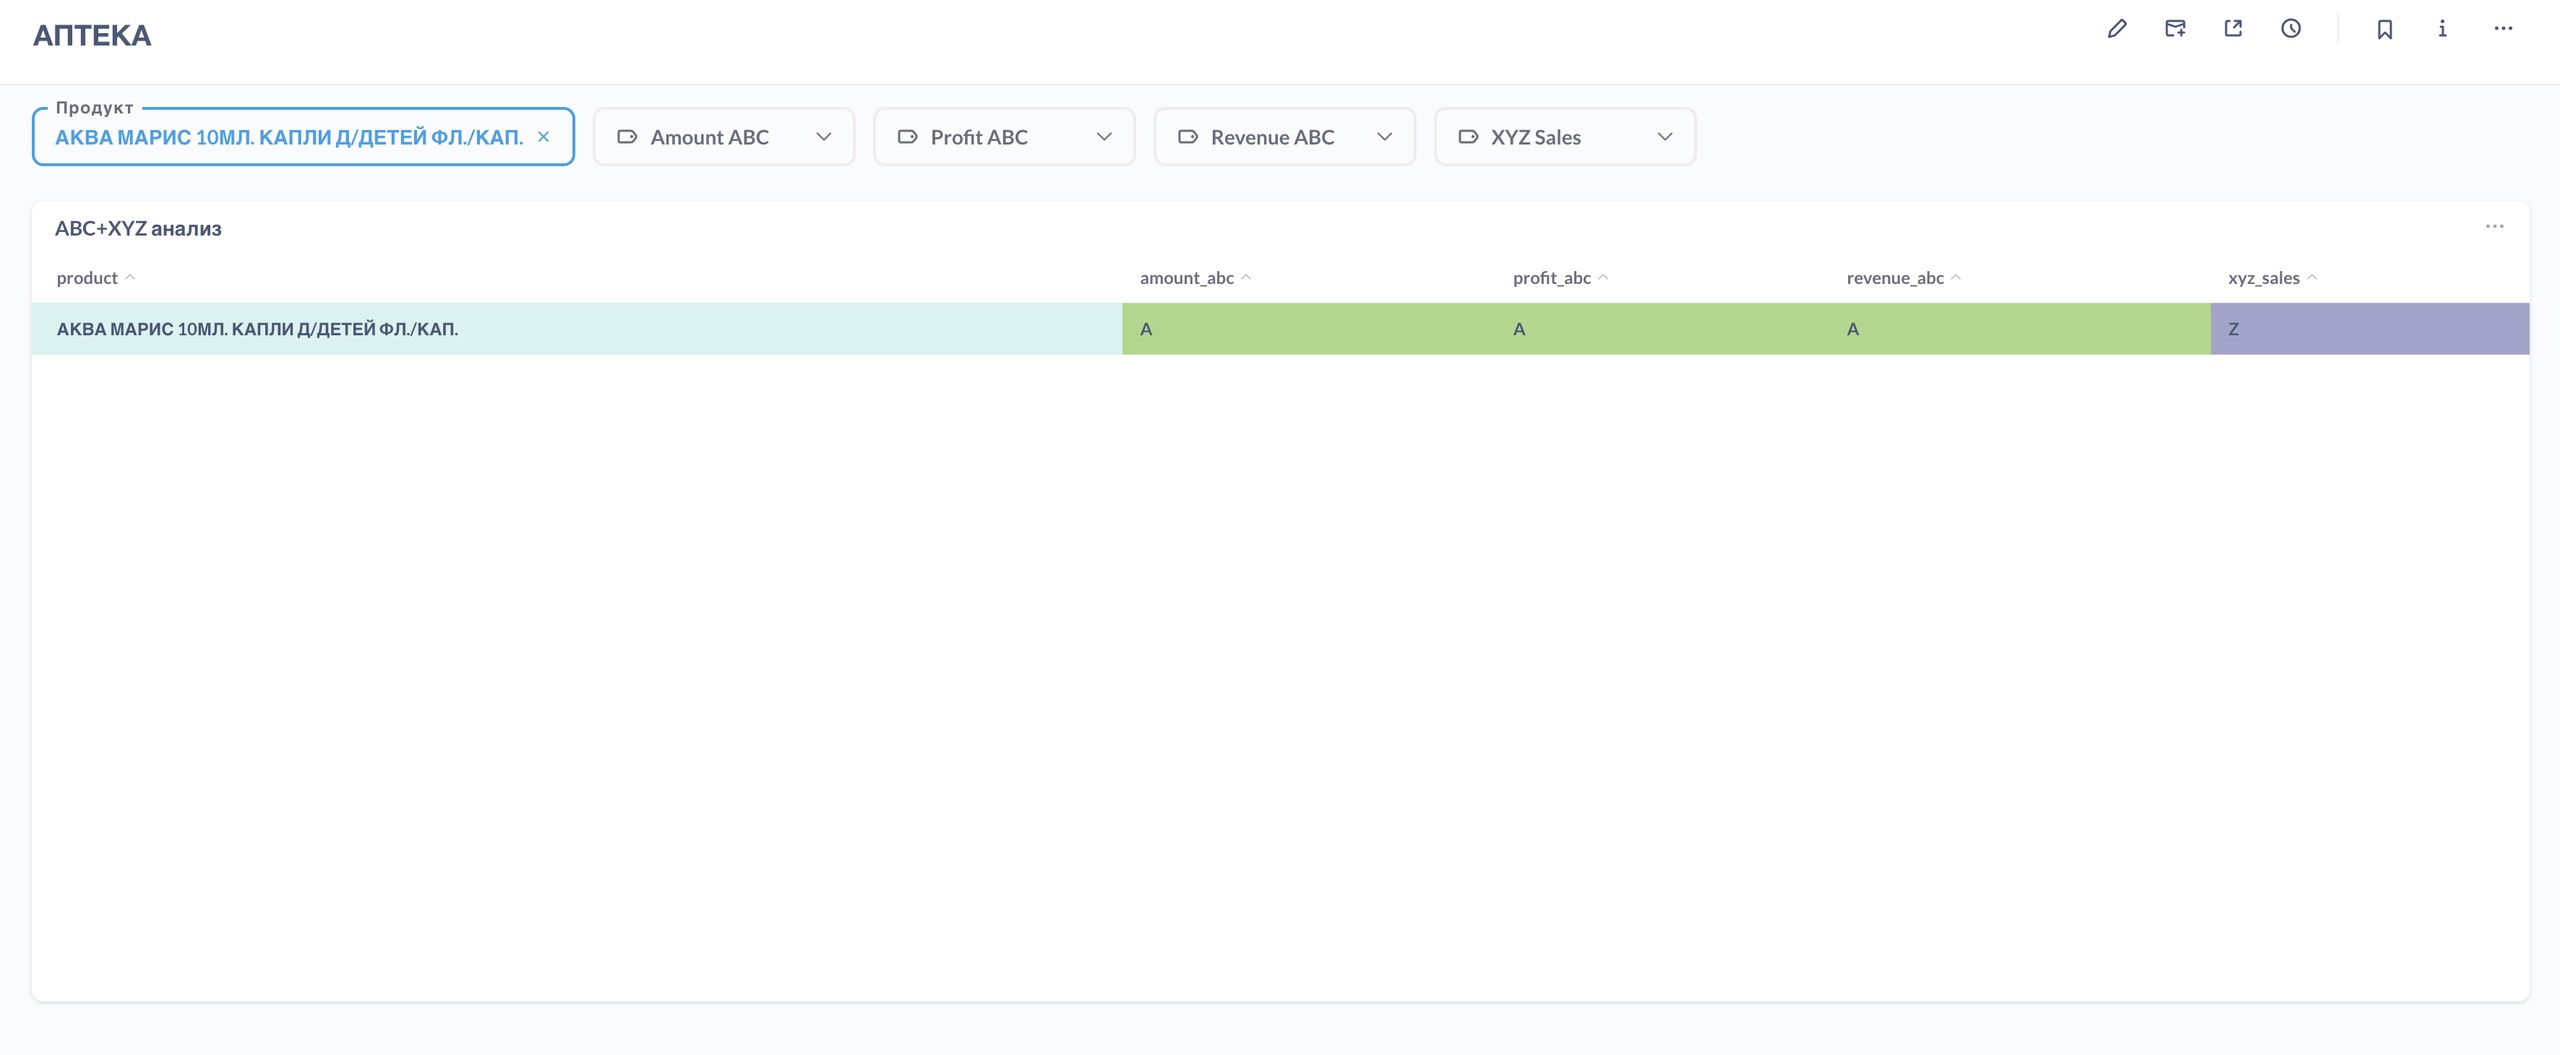 АПТЕКА
Продукт
АКВА МАРИС 10МЛ. КАПЛИ Д/ДЕТЕЙ ФЛ./КАП.
Amount ABC
Profit ABC
Revenue ABC
XYZ Sales
ABC+XYZ анализ
product amount_abc profit_abc revenue_abc xyz_sales
АКВА МАРИС 10МЛ. КАПЛИ Д/ДЕТЕЙ ФЛ./КАП. A A A Z